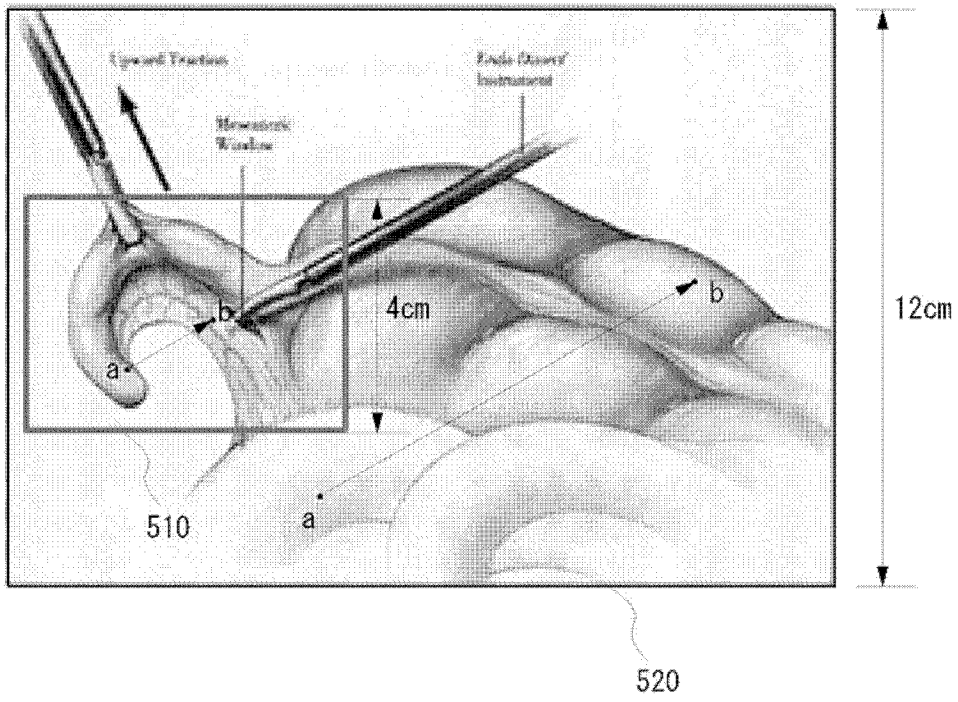 Upward Traction
Endo Dissect
Instrument
Mesenteric
Window
4cm
12cm
a
b
a
b
510
520